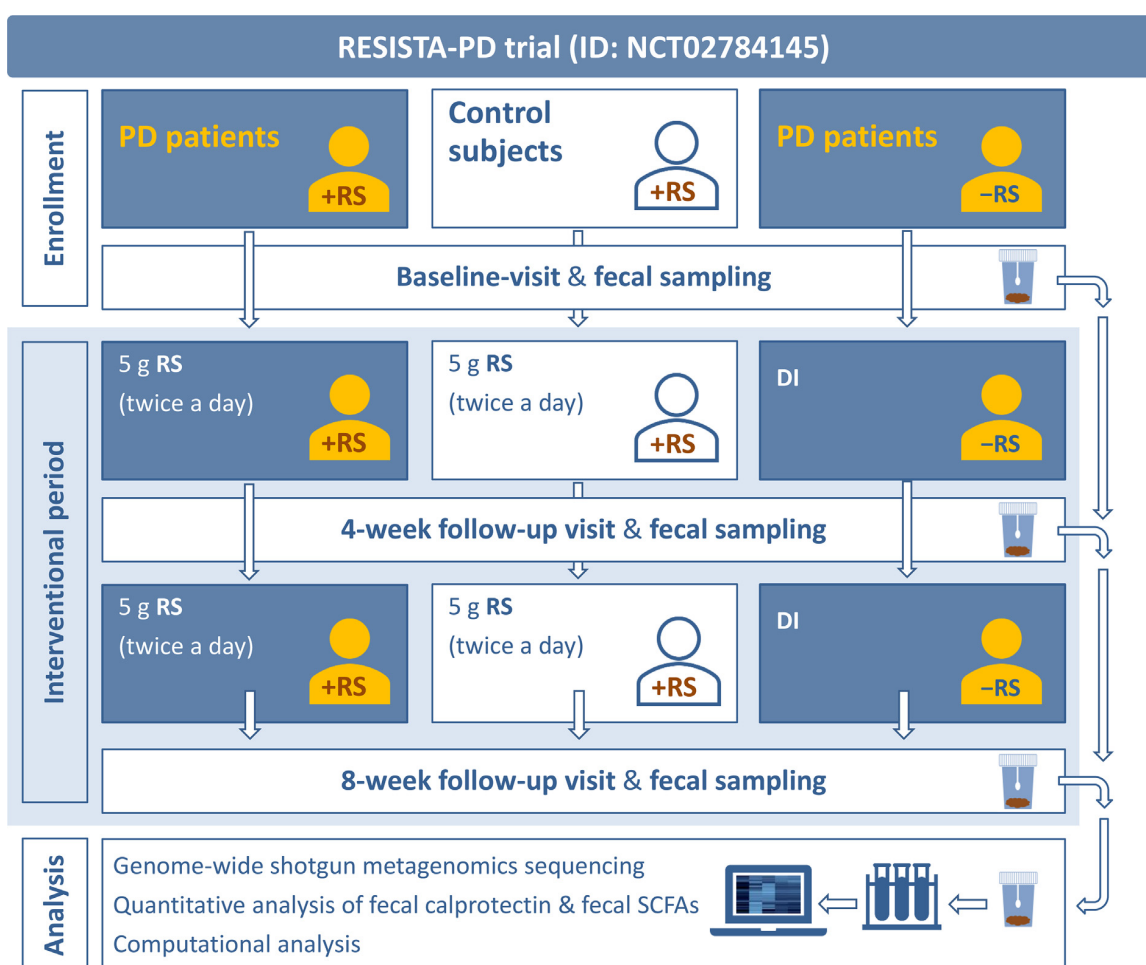 RESISTA-PD trial (ID: NCT02784145)
Enrollment
PD patients
+RS
Control
subjects
+RS
PD patients
–RS
Baseline-visit & fecal sampling
Interventional period
5 g RS
(twice a day)
+RS
5 g RS
(twice a day)
+RS
DI
–RS
4-week follow-up visit & fecal sampling
5 g RS
(twice a day)
+RS
5 g RS
(twice a day)
+RS
DI
–RS
8-week follow-up visit & fecal sampling
Analysis
Genome-wide shotgun metagenomics sequencing
Quantitative analysis of fecal calprotectin & fecal SCFAs
Computational analysis